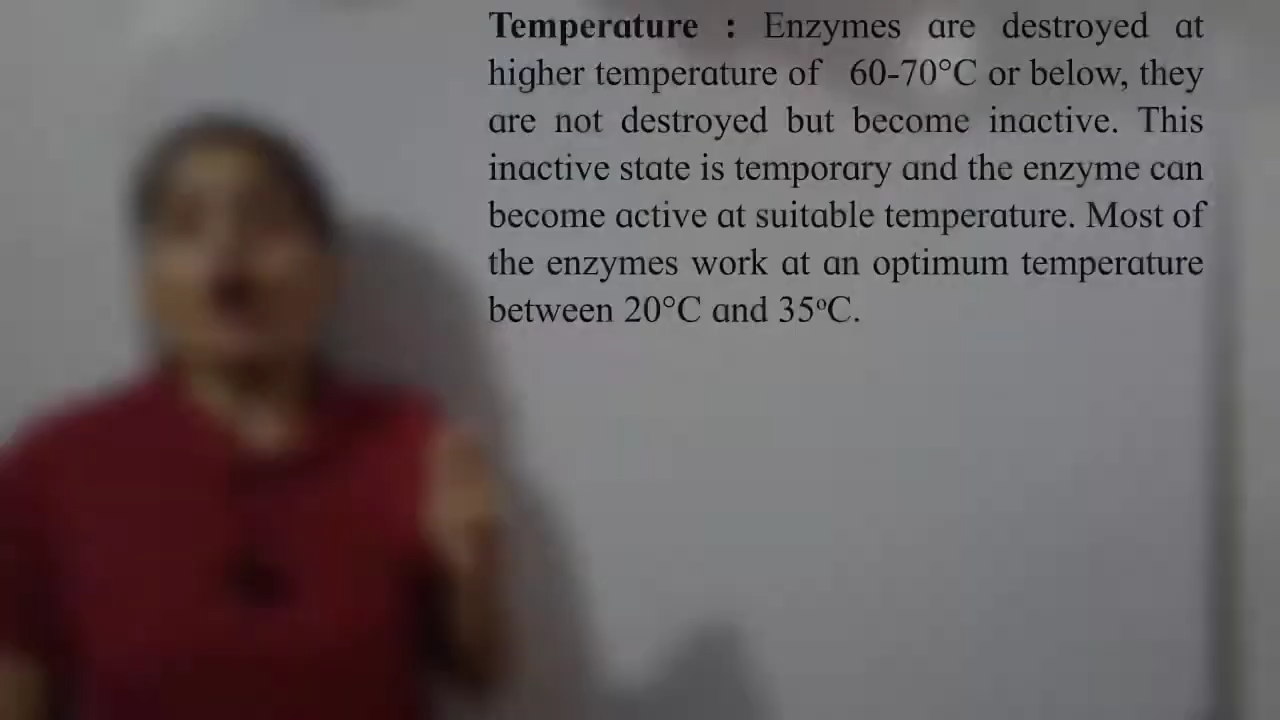 Temperature : Enzymes are destroyed at
higher temperature of 60-70°C or below, they
are not destroyed but become inactive. This
inactive state is temporary and the enzyme can
become active at suitable temperature. Most of
the enzymes work at an optimum temperature
between 20°C and 35°C.